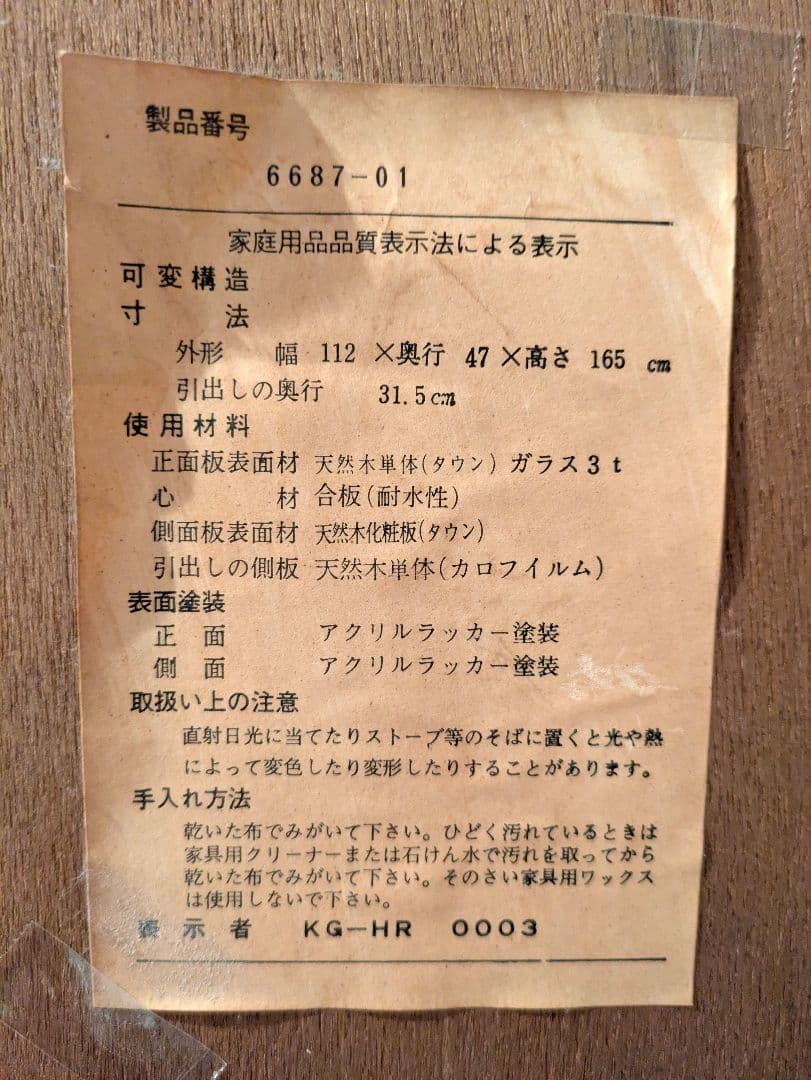 製品番号
6687-01
家庭用品品質表示法による表示
可変構造
寸法
外形 幅 112 ×奥行 47 ×高さ 165 cm
引出しの奥行 31.5cm
使用材料
正面板表面材 天然木単体(タウン) ガラス3t
心材 合板(耐水性)
側面板表面材 天然木化粧板(タウン)
引出しの側板 天然木単体(カロフイルム)
表面塗装
正面 アクリルラッカー塗装
側面 アクリルラッカー塗装
取扱い上の注意
直射日光に当てたりストーブ等のそばに置くと光や熱
によって変色したり変形したりすることがあります。
手入れ方法
乾いた布でみがいて下さい。ひどく汚れているときは
家具用クリーナーまたは石けん水で汚れを取ってから
乾いた布でみがいて下さい。そのさい家具用ワックス
は使用しないで下さい。
表示者 KG-HR 0003